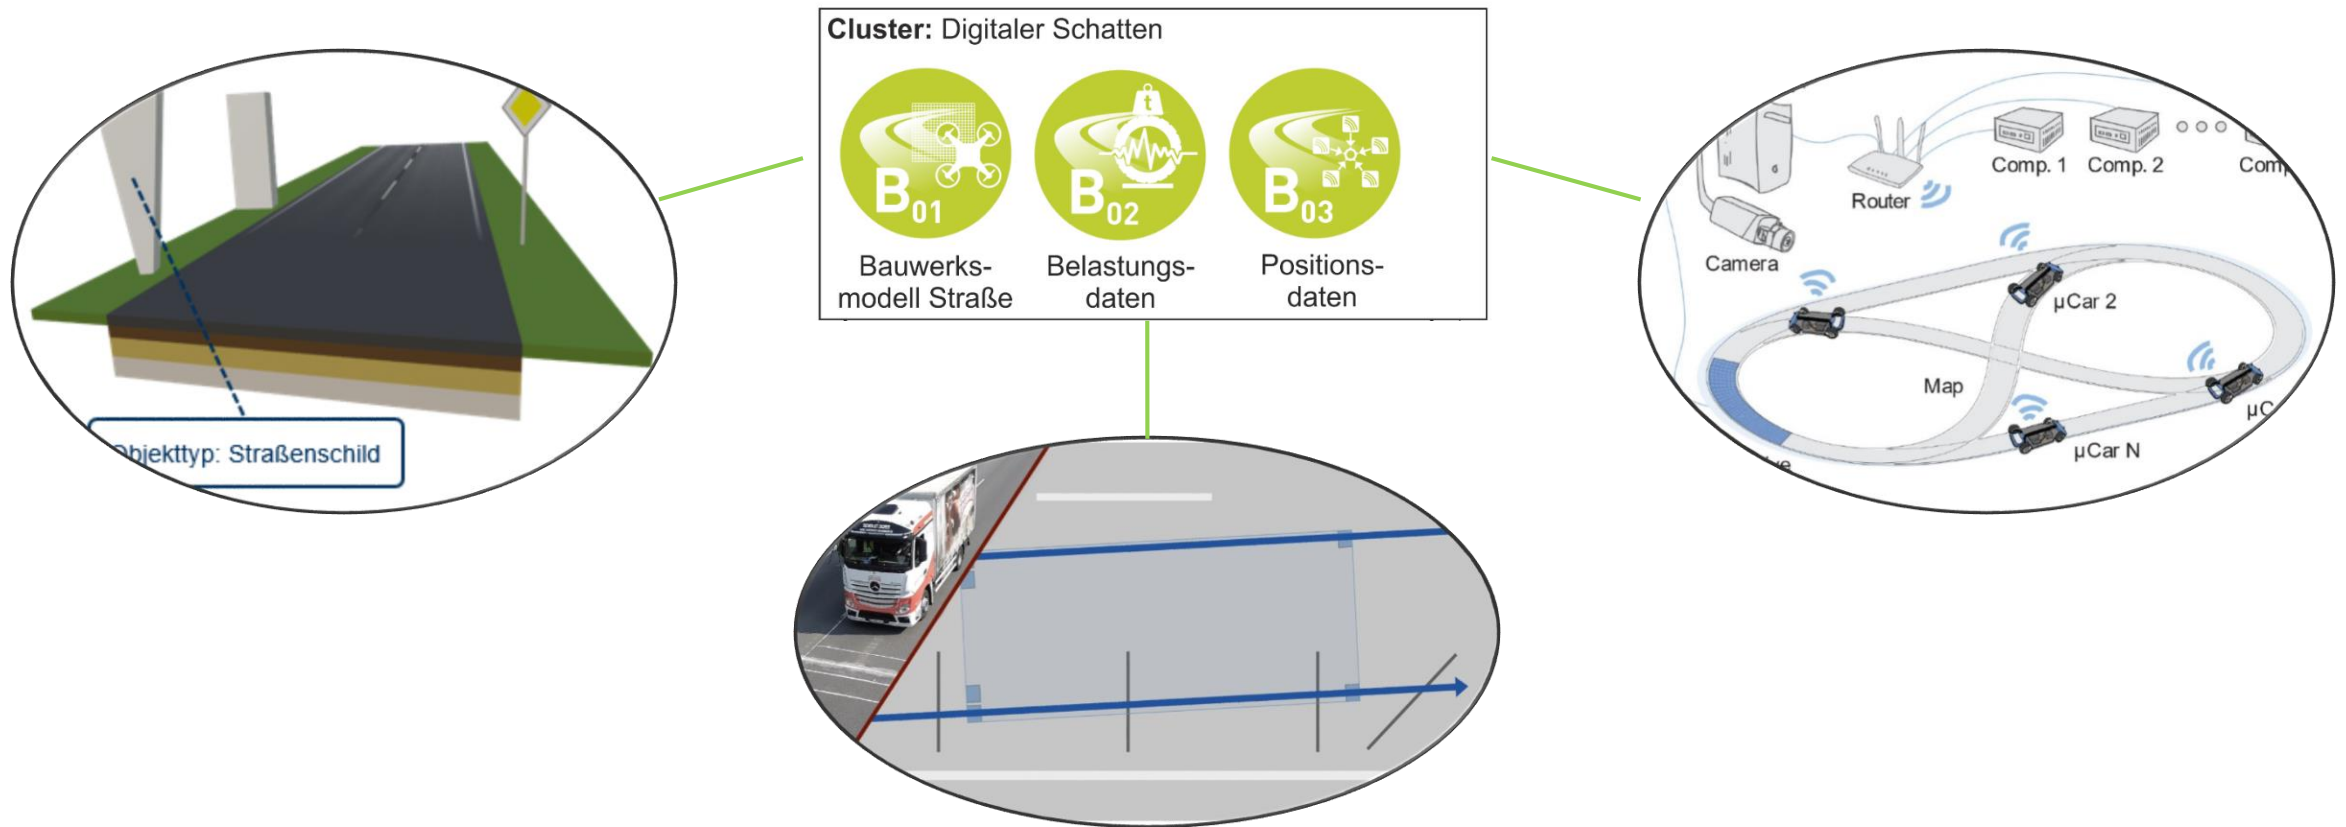 Cluster: Digitaler Schatten
t
B01
B02
B03
Bauwerks-
modell Straße
Belastungs-
daten
Positions-
daten
Objekttyp: Straßenschild
Comp. 1
Comp. 2
Router
Camera
µCar 2
Map
µCar N